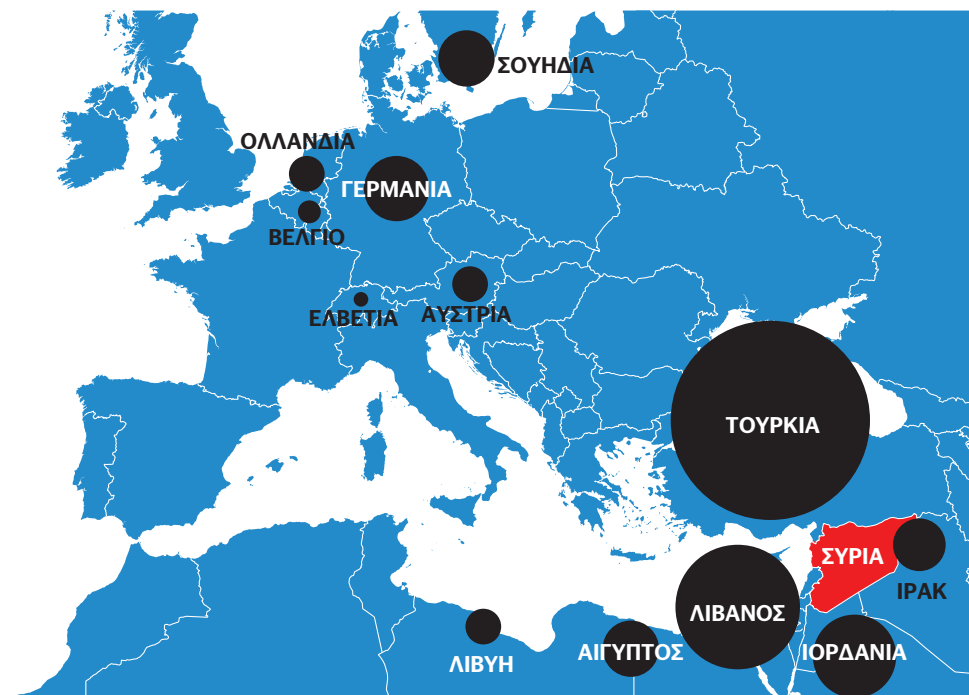 ΣΟΥΗΔΙΑ
ΟΛΛΑΝΔΙΑ
ΓΕΡΜΑΝΙΑ
ΒΕΛΓΙΟ
ΕΛΒΕΤΙΑ
ΑΥΣΤΡΙΑ
ΤΟΥΡΚΙΑ
ΣΥΡΙΑ
ΙΡΑΚ
ΛΙΒΑΝΟΣ
ΛΙΒΥΗ
ΑΙΓΥΠΤΟΣ
ΙΟΡΔΑΝΙΑ